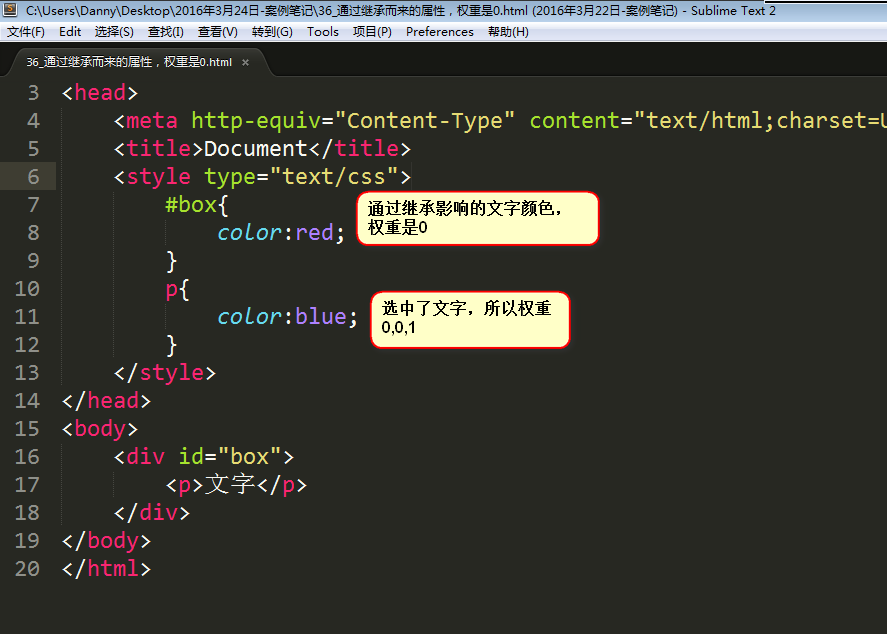 C:\Users\Danny\Desktop\2016年3月24日-案例笔记\36_通过继承而来的属性，权重是0.html (2016年3月22日-案例笔记) - Sublime Text 2
文件(F) Edit 选择(S) 查找(I) 查看(V) 转到(G) Tools 项目(P) Preferences 帮助(H)
36_通过继承而来的属性，权重是0.html ×
3 <head>
4 <meta http-equiv="Content-Type" content="text/html;charset=U
5 <title>Document</title>
6 <style type="text/css">
7 #box{
通过继承影响的文字颜色，
权重是0
8 color:red;
9 }
10 p{
选中了文字，所以权重
0,0,1
11 color:blue;
12 }
13 </style>
14 </head>
15 <body>
16 <div id="box">
17 <p>文字</p>
18 </div>
19 </body>
20 </html>